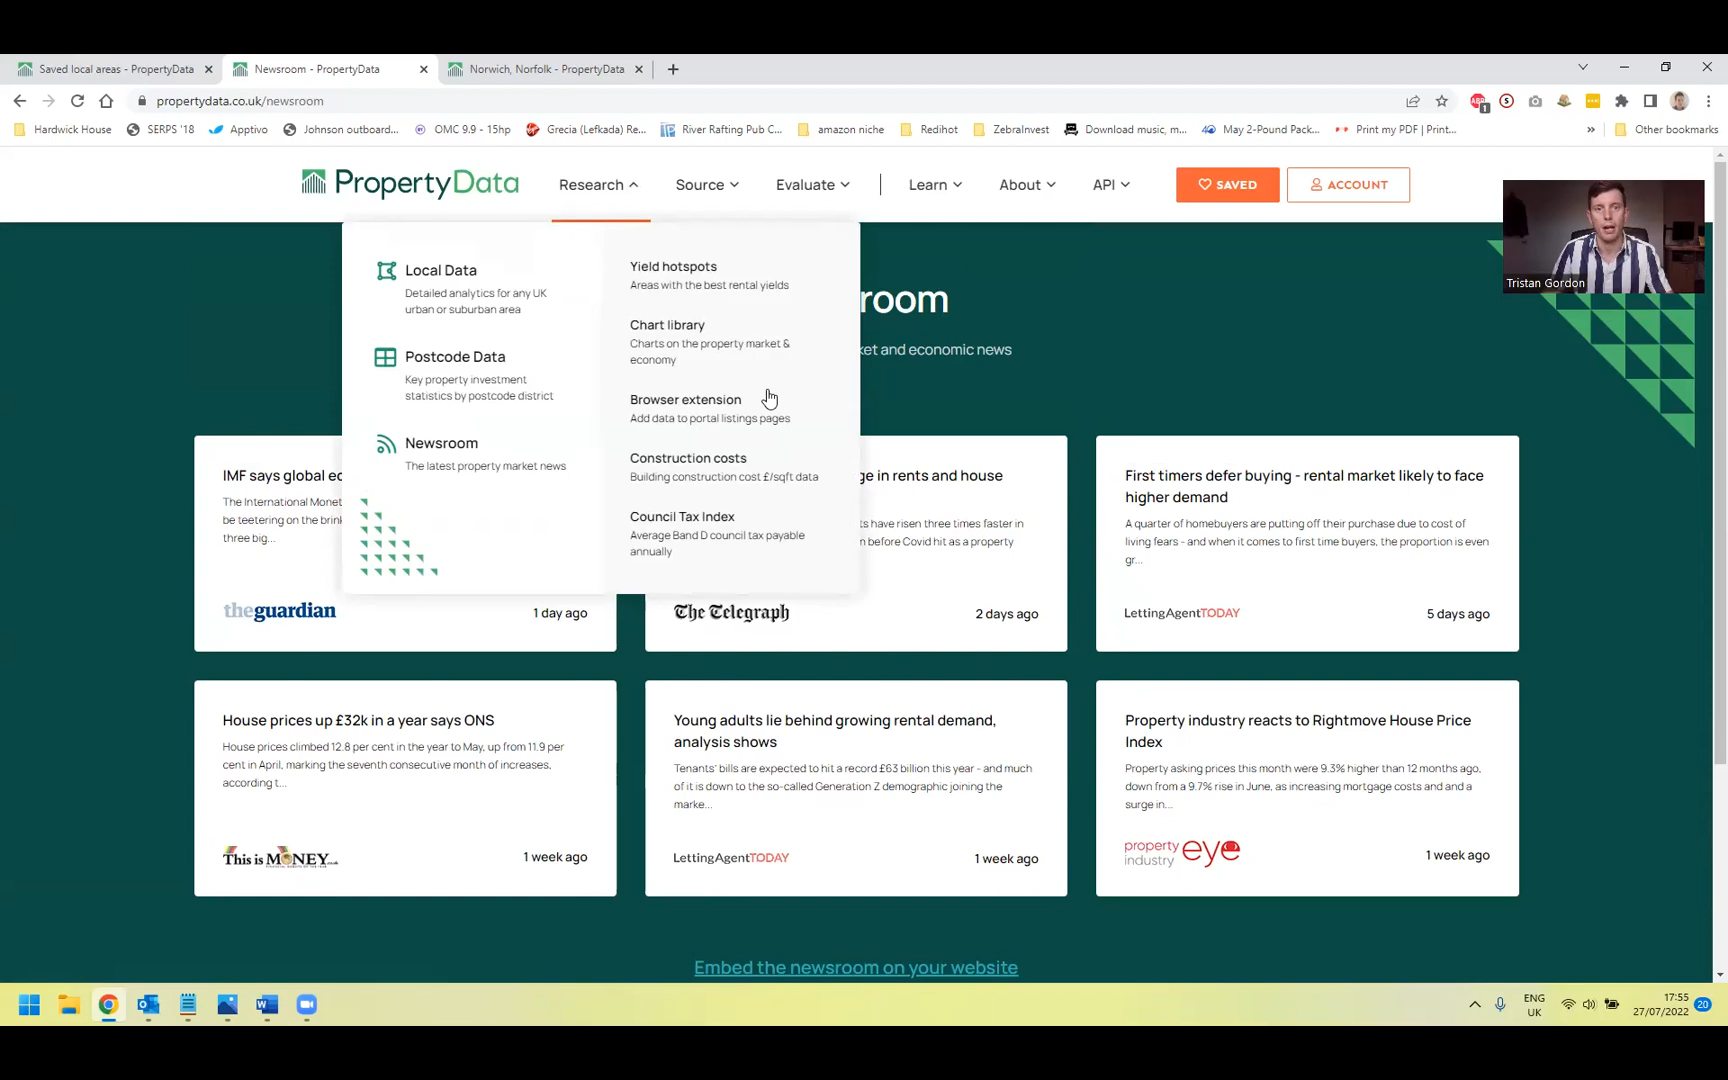 Saved local areas - PropertyData
Newsroom - PropertyData
Norwich, Norfolk - PropertyData
propertydata.co.uk/newsroom
1
Hardwick House
SERPS '18
Apptivo
Johnson outboard...
OMC 9.9 - 15hp
Grecia (Lefkada) Re...
River Rafting Pub C...
amazon niche
Redihot
ZebraInvest
Download music, m...
May 2-Pound Pack...
Print my PDF | Print...
»
Other bookmarks
PropertyData
Research
Source
Evaluate
Learn
About
API
SAVED
ACCOUNT
Tristan Gordon
Local Data
Detailed analytics for any UK
urban or suburban area
Postcode Data
Key property investment
statistics by postcode district
Newsroom
The latest property market news
Yield hotspots
Areas with the best rental yields
Chart library
Charts on the property market &
economy
Browser extension
Add data to portal listings pages
Construction costs
Building construction cost £/sqft data
Council Tax Index
Average Band D council tax payable
annually
room
ket and economic news
IMF says global ec
The International Monet
be teetering on the brink
three big...
theguardian
1 day ago
ge in rents and house
ts have risen three times faster in
n before Covid hit as a property
The Telegraph
2 days ago
First timers defer buying - rental market likely to face
higher demand
A quarter of homebuyers are putting off their purchase due to cost of
living fears - and when it comes to first time buyers, the proportion is even
gr...
LettingAgentTODAY
5 days ago
House prices up £32k in a year says ONS
House prices climbed 12.8 per cent in the year to May, up from 11.9 per
cent in April, marking the seventh consecutive month of increases,
according t...
This is MONEY.co.uk
1 week ago
Young adults lie behind growing rental demand,
analysis shows
Tenants' bills are expected to hit a record £63 billion this year - and much
of it is down to the so-called Generation Z demographic joining the
marke...
LettingAgentTODAY
1 week ago
Property industry reacts to Rightmove House Price
Index
Property asking prices this month were 9.3% higher than 12 months ago,
down from a 9.7% rise in June, as increasing mortgage costs and and a
surge in...
property
industry eye
1 week ago
Embed the newsroom on your website
ENG
UK
17:55
27/07/2022
20